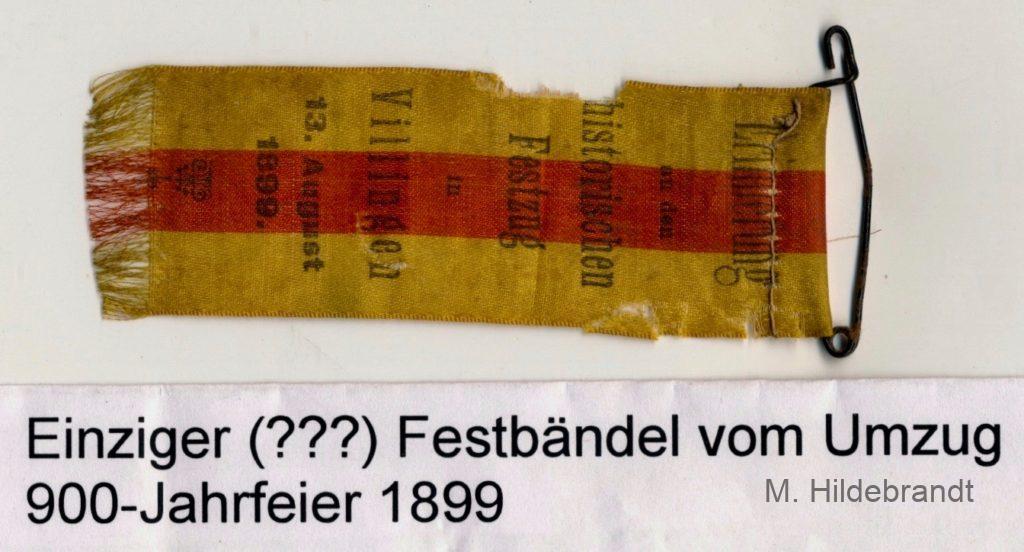 Erinnerung
an den
historischen
Festzug
in
Villingen
13. August
1899.
Einziger (???) Festbändel vom Umzug
900-Jahrfeier 1899
M. Hildebrandt